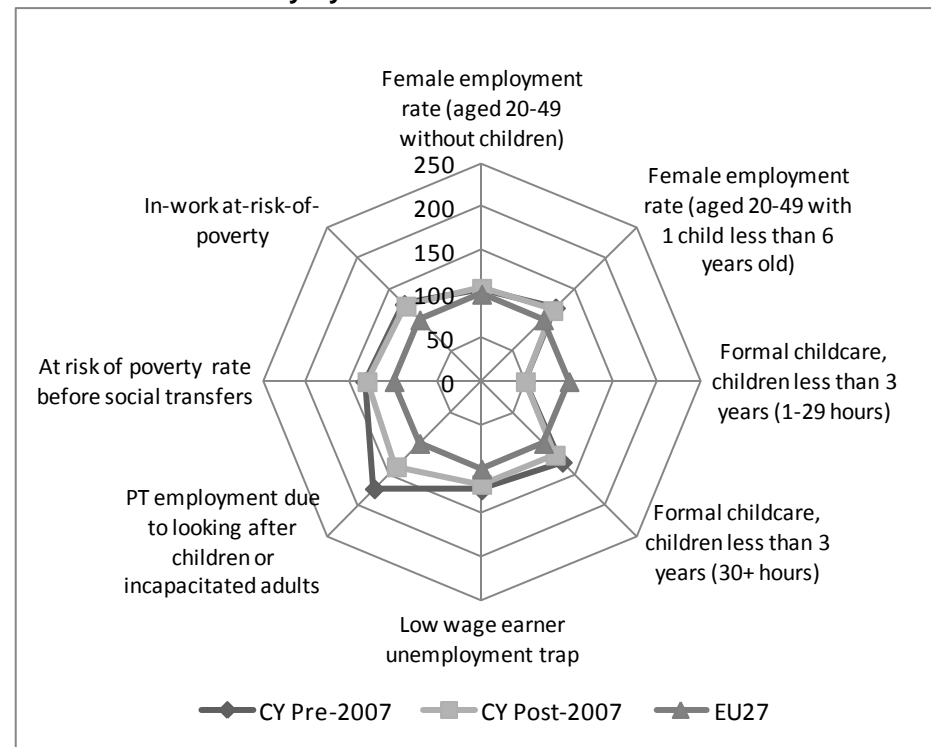 Female employment
rate (aged 20-49
without children)
250
200
150
100
50
0
Female employment
rate (aged 20-49 with
1 child less than 6
years old)
Formal childcare,
children less than 3
years (1-29 hours)
Formal childcare,
children less than 3
years (30+ hours)
Low wage earner
unemployment trap
PT employment due
to looking after
children or
incapacitated adults
At risk of poverty rate
before social transfers
In-work at-risk-of-
poverty
CY Pre-2007 CY Post-2007 EU27